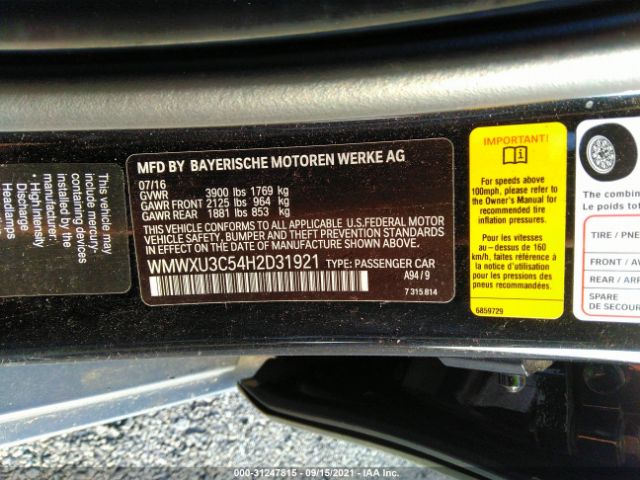 This vehicle may
include mercury-
installed by the
containing devices
· High Intensity
Discharge
Headlamps
MFD BY BAYERISCHE MOTOREN WERKE AG
07/16
GVWR 3900 lbs 1769 kg
GAWR FRONT 2125 lbs 964 kg
GAWR REAR 1881 lbs 853 kg
THIS VEHICLE CONFORMS TO ALL APPLICABLE U.S.FEDERAL MOTOR
VEHICLE SAFETY, BUMPER AND THEFT PREVENTION STANDARDS
IN EFFECT ON THE DATE OF MANUFACTURE SHOWN ABOVE.
WMWXU3C54H2D31921 TYPE: PASSENGER CAR
A94 / 9
7 315 814
IMPORTANT!
For speeds above
100mph, please refer to
the Owner's Manual for
recommended tire
inflation pressures.
Pour les vitesses
au-dessus de 160
km/h, faites référence
à la notice
d'entretien pour les
pressions de gonflage des
pneus recommandées.
6859729
The combine
Le poids tot
TIRE / PNE
FRONT / AV
REAR / ARR
SPARE
DE SECOUR
000-31247815 - 09/15/2021 - IAA Inc.